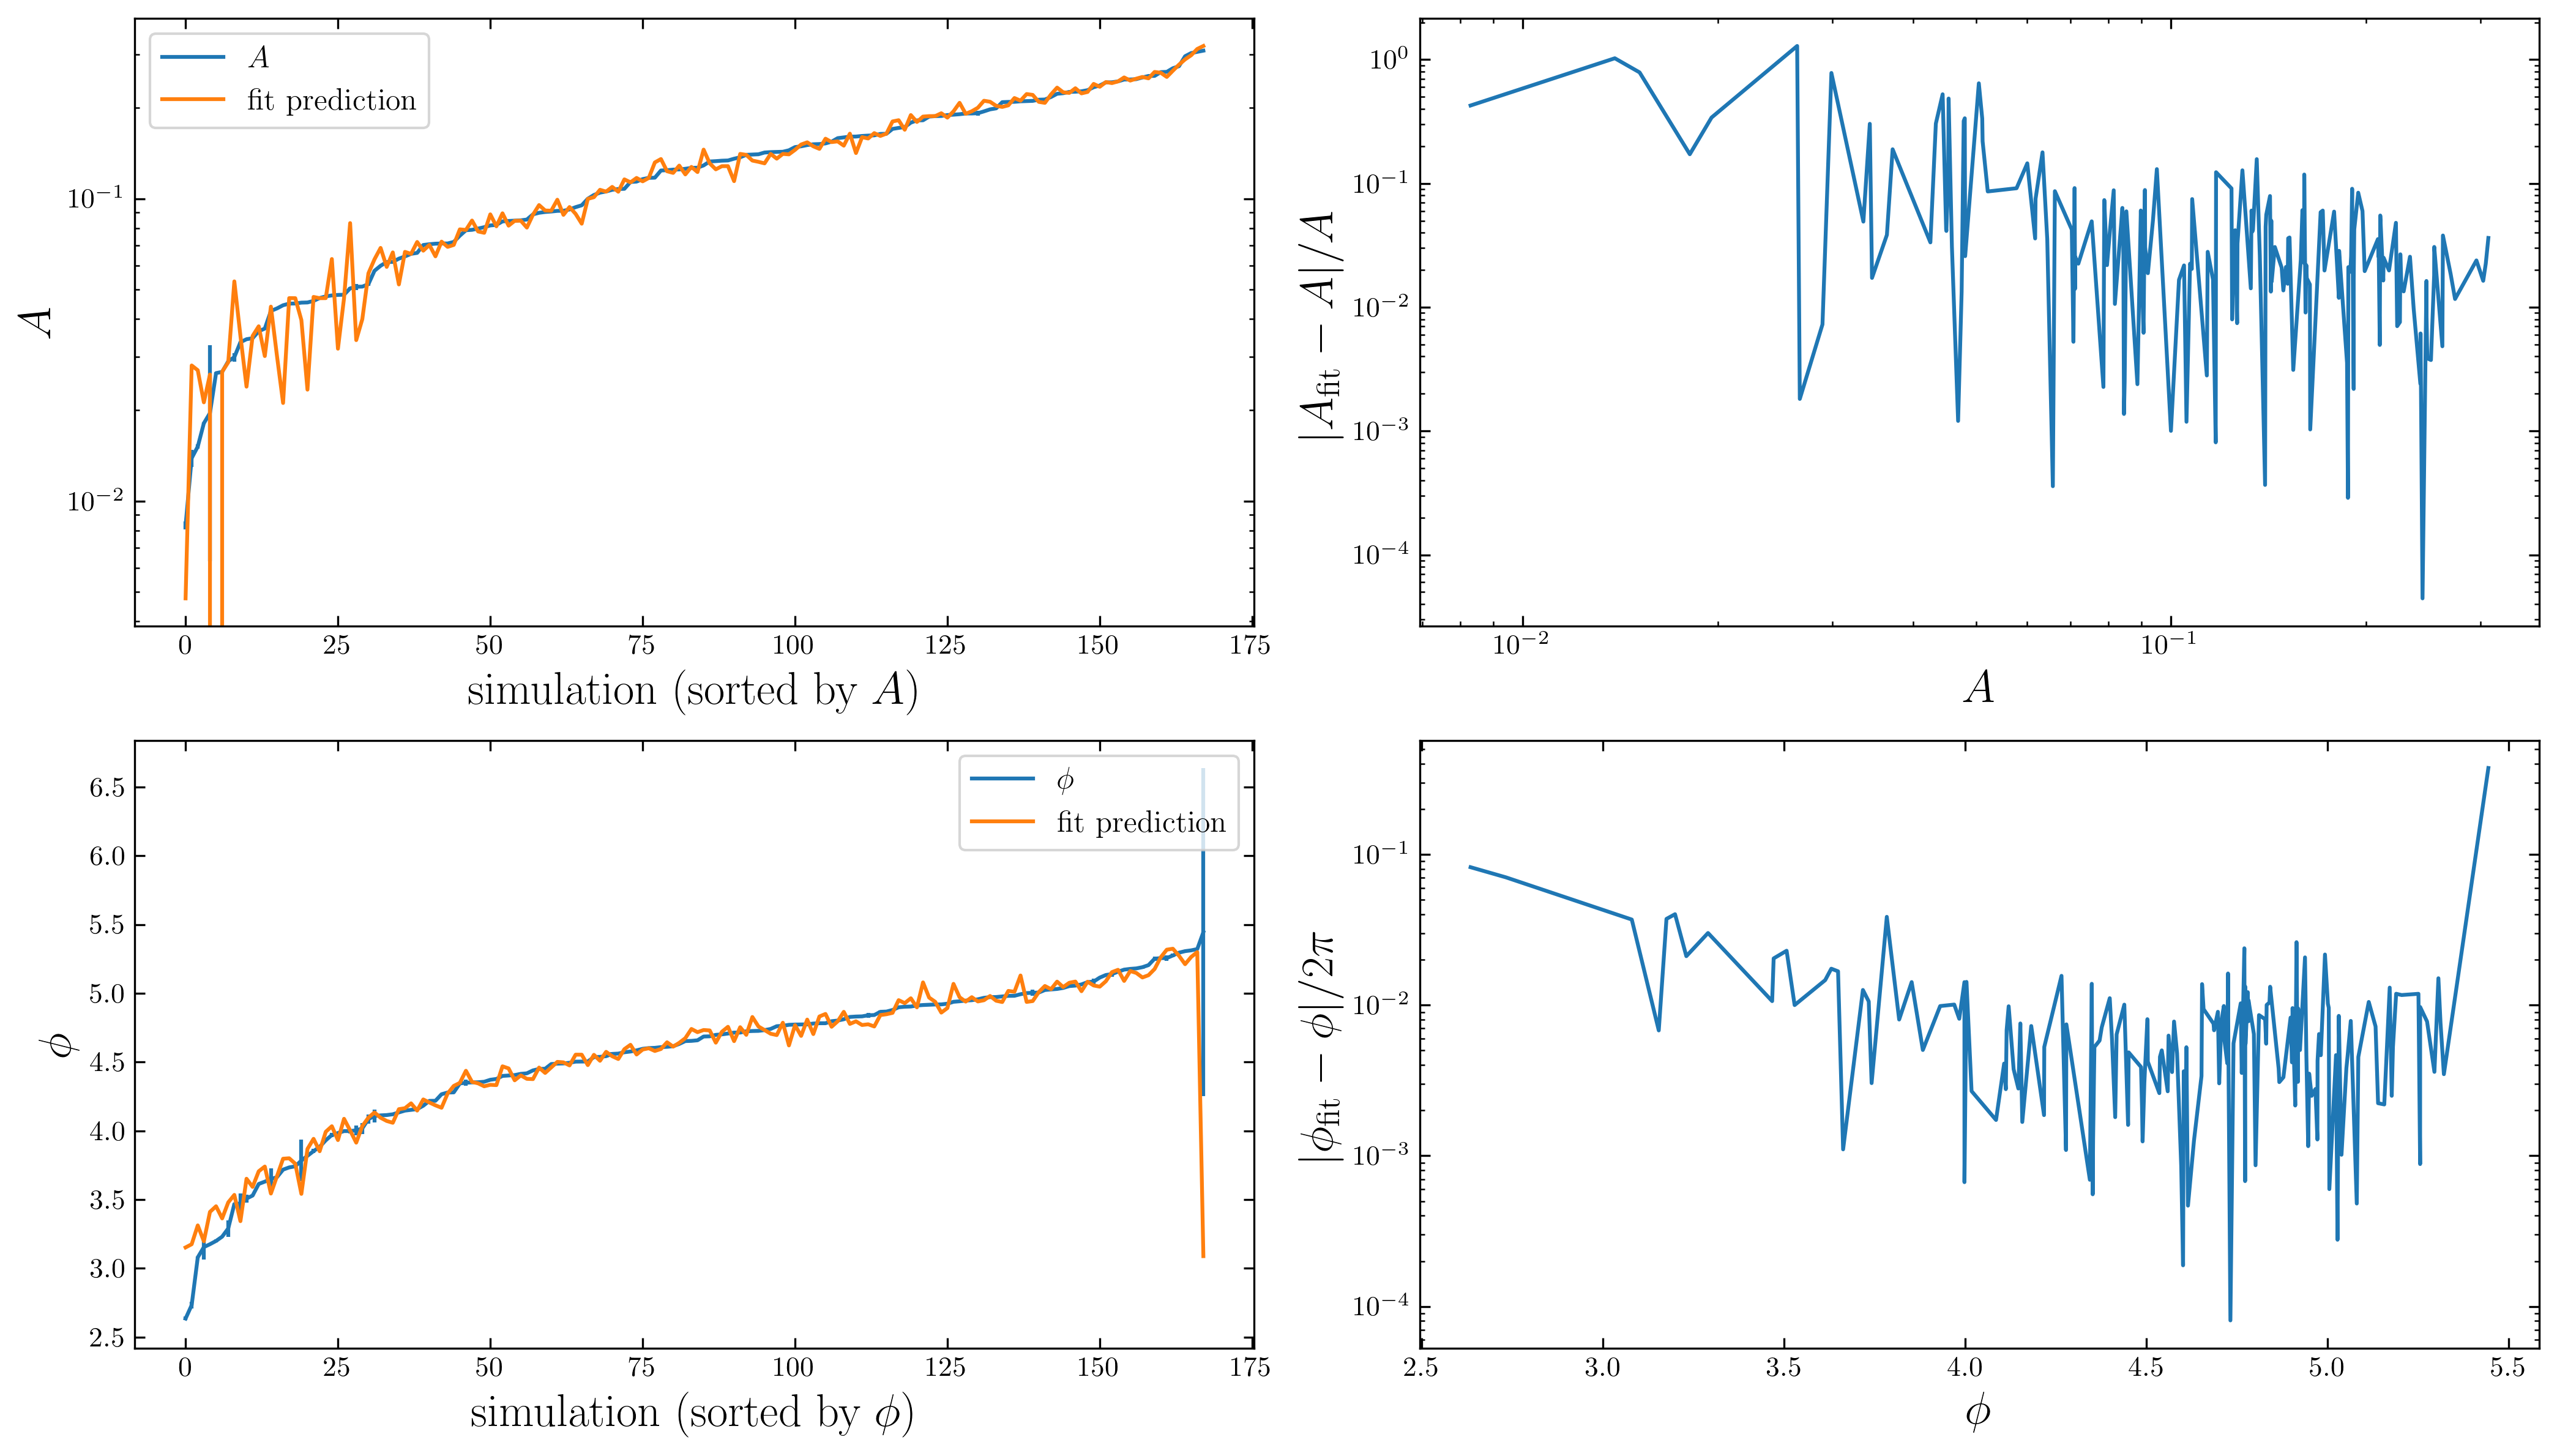 A
fit prediction
10⁻¹
10⁻²
A
0 25 50 75 100 125 150 175
simulation (sorted by A)
10⁰
10⁻¹
10⁻²
10⁻³
10⁻⁴
|A_fit − A|/A
10⁻² 10⁻¹
A
ϕ
fit prediction
6.5
6.0
5.5
5.0
4.5
4.0
3.5
3.0
2.5
ϕ
0 25 50 75 100 125 150 175
simulation (sorted by ϕ)
10⁻¹
10⁻²
10⁻³
10⁻⁴
|ϕ_fit − ϕ|/2π
2.5 3.0 3.5 4.0 4.5 5.0 5.5
ϕ